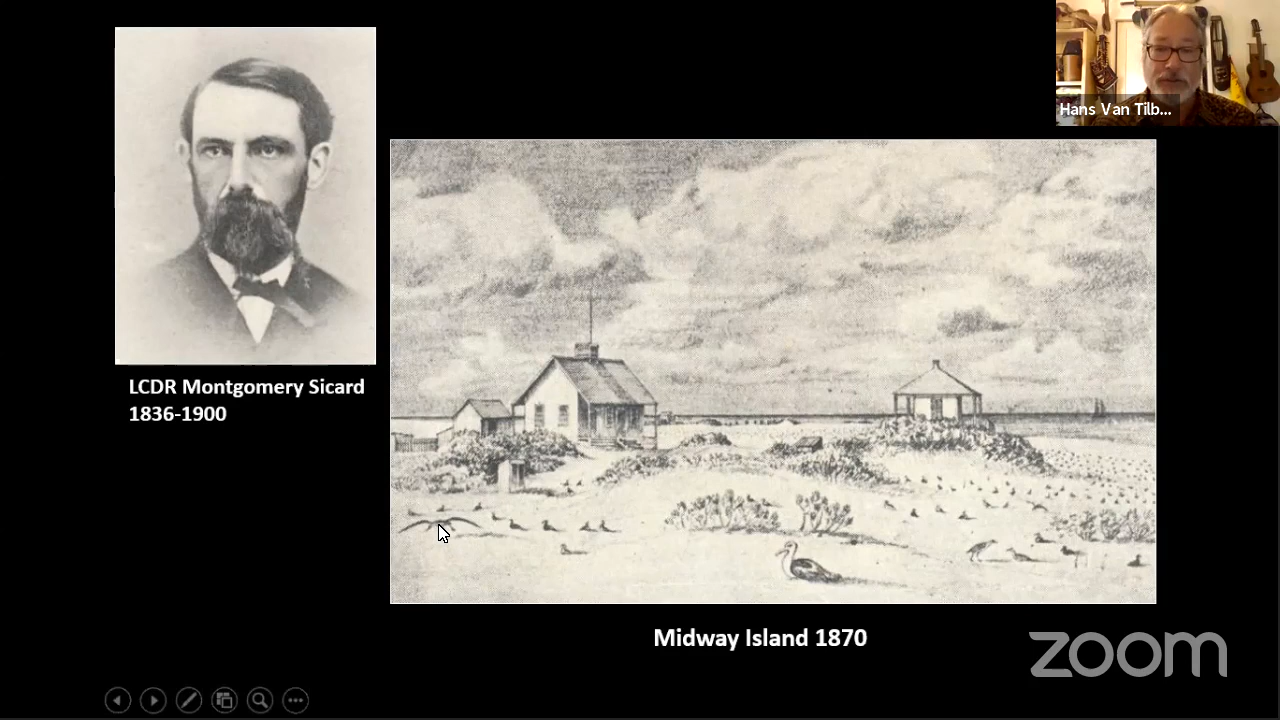 Hans Van Tilb...
LCDR Montgomery Sicard
1836-1900
Midway Island 1870
zoom